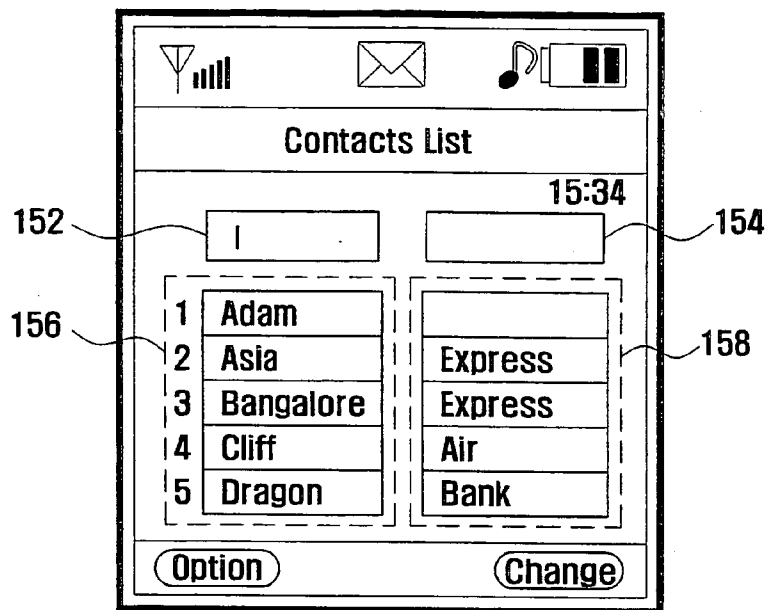 Contacts List
15:34
152
154
156
158
1 Adam
2 Asia Express
3 Bangalore Express
4 Cliff Air
5 Dragon Bank
Option Change